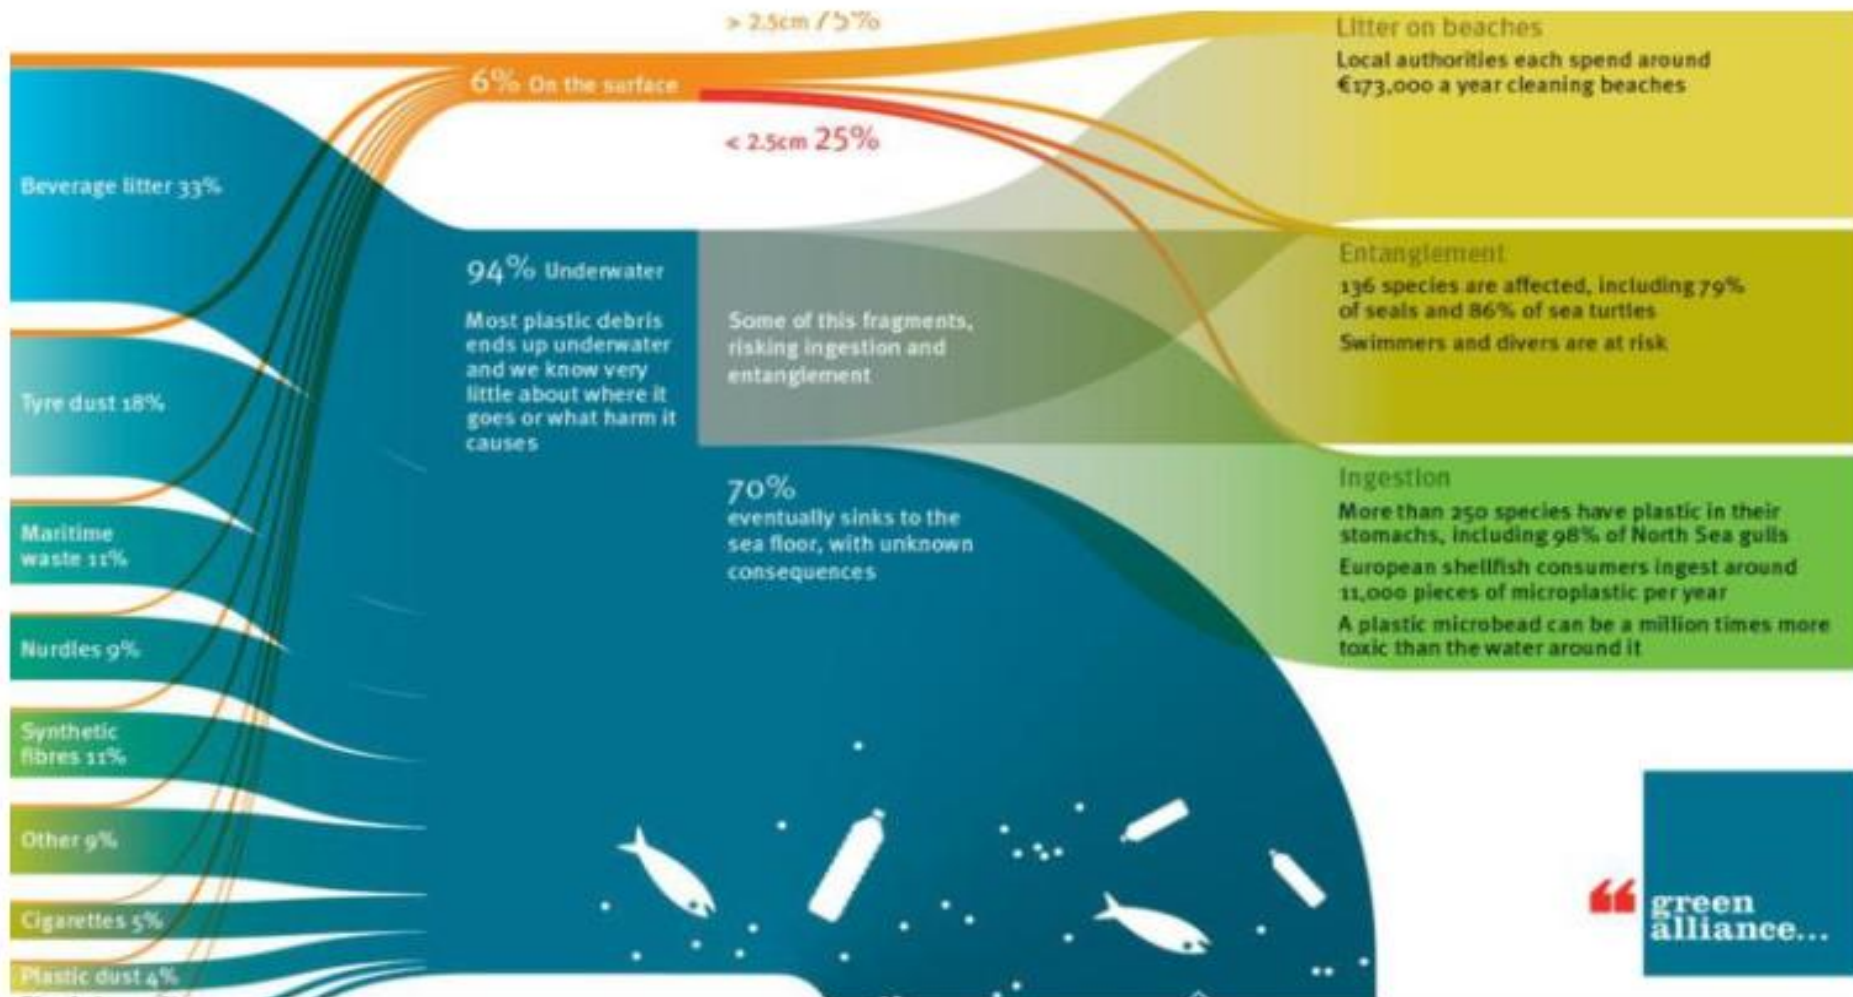 > 2.5cm 75%
6% On the surface
< 2.5cm 25%
Beverage litter 33%
Tyre dust 18%
Maritime
waste 11%
Nurdles 9%
Synthetic
fibres 11%
Other 9%
Cigarettes 5%
Plastic dust 4%
94% Underwater
Most plastic debris
ends up underwater
and we know very
little about where it
goes or what harm it
causes
Some of this fragments,
risking ingestion and
entanglement
70%
eventually sinks to the
sea floor, with unknown
consequences
Litter on beaches
Local authorities each spend around
€173,000 a year cleaning beaches
Entanglement
136 species are affected, including 79%
of seals and 86% of sea turtles
Swimmers and divers are at risk
Ingestion
More than 250 species have plastic in their
stomachs, including 98% of North Sea gulls
European shellfish consumers ingest around
11,000 pieces of microplastic per year
A plastic microbead can be a million times more
toxic than the water around it
green
alliance...